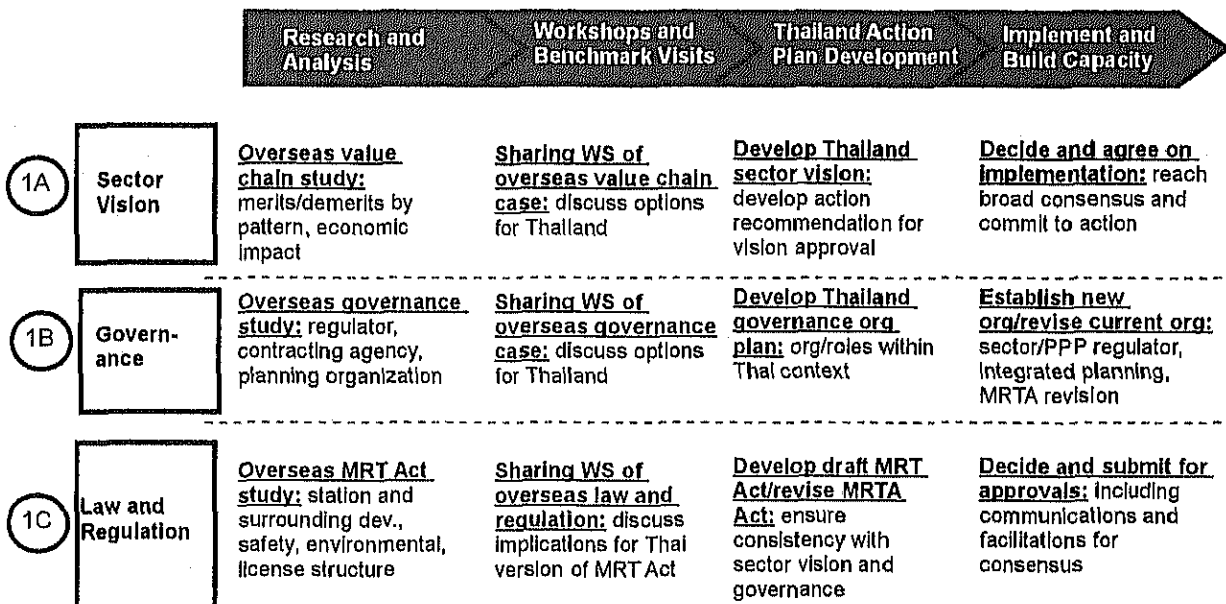 Research and
Analysis
Workshops and
Benchmark Visits
Thailand Action
Plan Development
Implement and
Build Capacity
1A
Sector
Vision
Overseas value
chain study:
merits/demerits by
pattern, economic
impact
Sharing WS of
overseas value chain
case: discuss options
for Thailand
Develop Thailand
sector vision:
develop action
recommendation for
vision approval
Decide and agree on
implementation: reach
broad consensus and
commit to action
1B
Govern-
ance
Overseas governance
study: regulator,
contracting agency,
planning organization
Sharing WS of
overseas governance
case: discuss options
for Thailand
Develop Thailand
governance org
plan: org/roles within
Thai context
Establish new
org/revise current org:
sector/PPP regulator,
integrated planning,
MRTA revision
1C
Law and
Regulation
Overseas MRT Act
study: station and
surrounding dev.,
safety, environmental,
license structure
Sharing WS of
overseas law and
regulation: discuss
implications for Thai
version of MRT Act
Develop draft MRT
Act/revise MRTA
Act: ensure
consistency with
sector vision and
governance
Decide and submit for
approvals: including
communications and
facilitations for
consensus